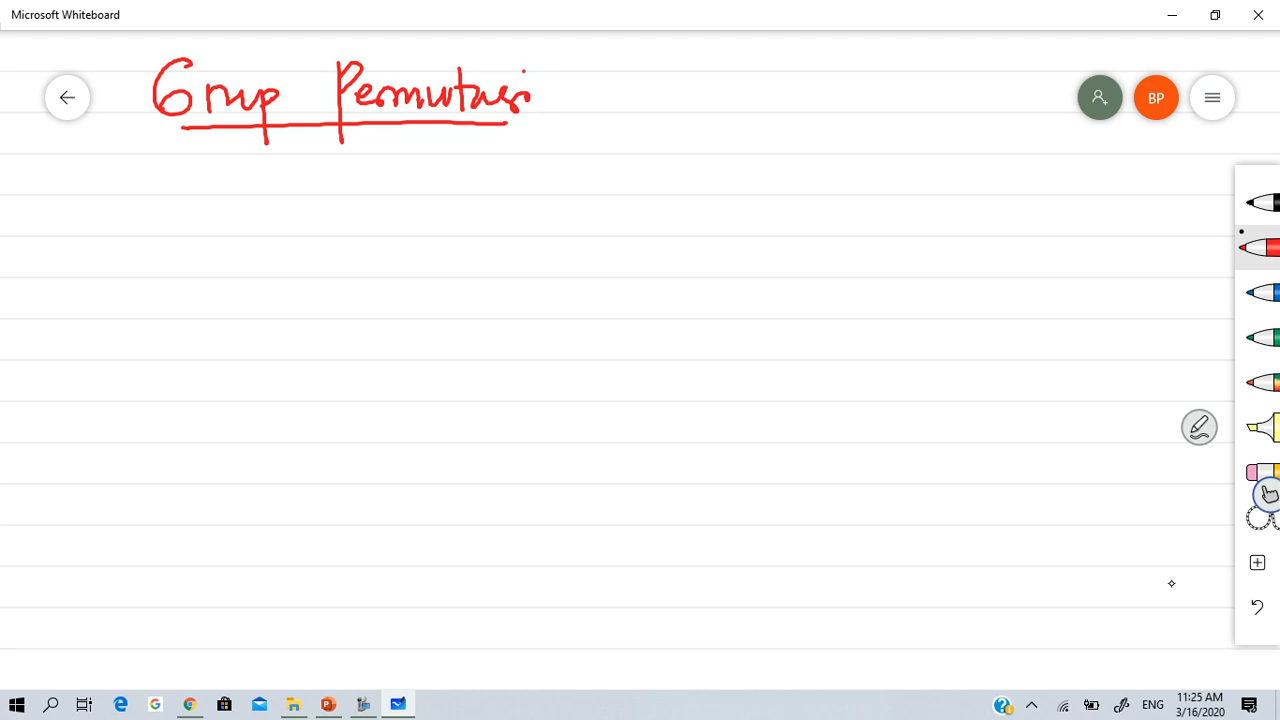 Microsoft Whiteboard
Grup Permutasi
BP
ENG
11:25 AM
3/16/2020